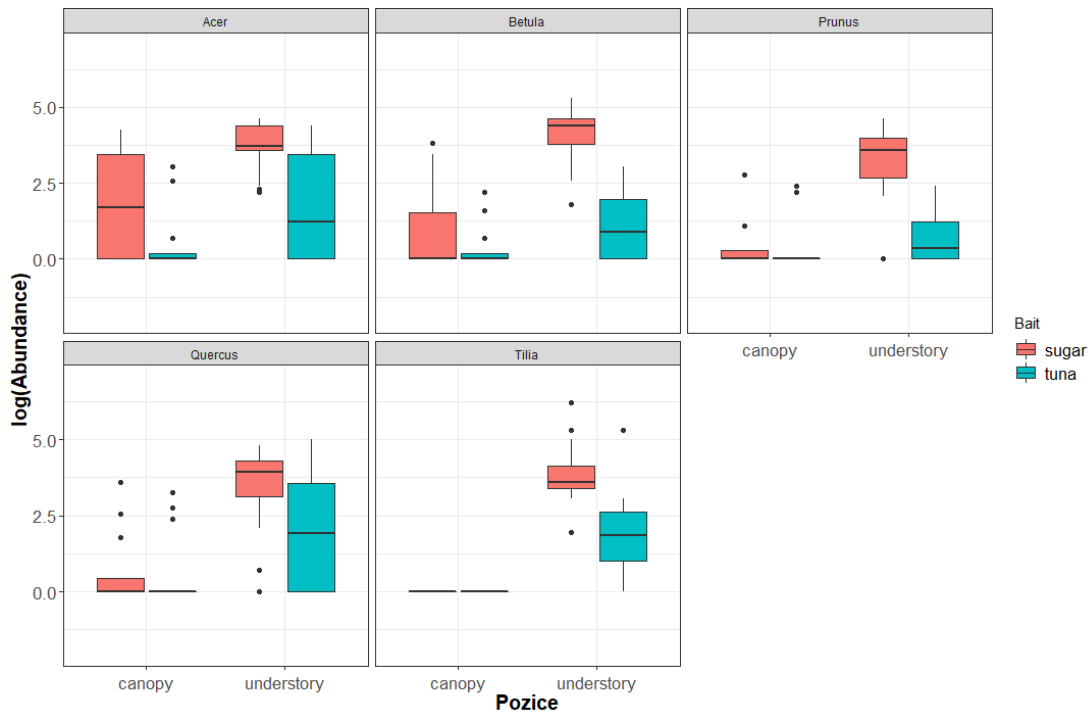 Acer
Betula
Prunus
5.0
2.5
0.0
canopy
understory
Quercus
Tilia
5.0
2.5
0.0
canopy
understory
canopy
understory
log(Abundance)
Pozice
Bait
sugar
tuna